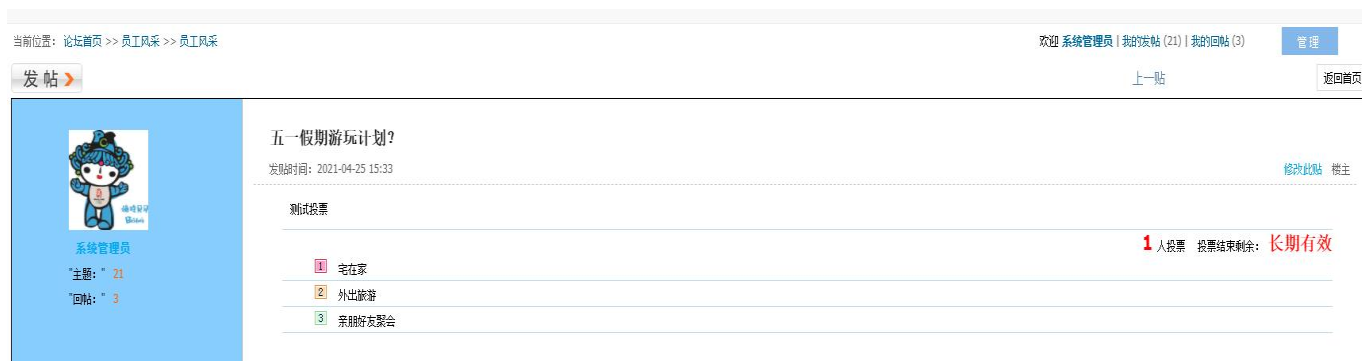 当前位置：论坛首页 >> 员工风采 >> 员工风采
欢迎 系统管理员 | 我的发帖 (21) | 我的回帖 (3)
管理
发帖
上一贴
返回首页
五一假期游玩计划?
发贴时间：2021-04-25 15:33
修改此贴 楼主
测试投票
系统管理员
"主题：" 21
"回帖：" 3
1 人投票 投票结束剩余：长期有效
1 宅在家
2 外出旅游
3 亲朋好友聚会